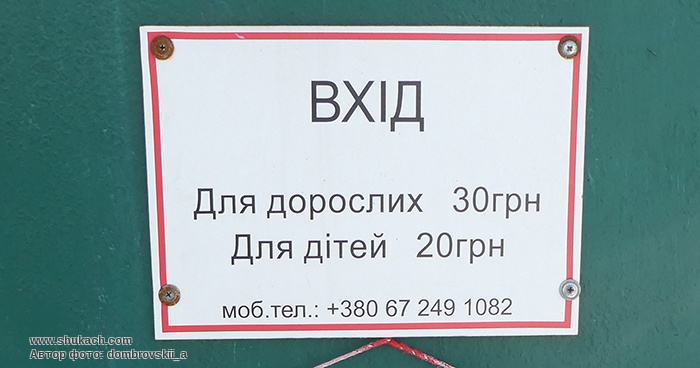 ВХІД
Для дорослих 30грн
Для дітей 20грн
моб.тел.: +380 67 249 1082
www.shukach.com
Автор фото: dombrovskii_a